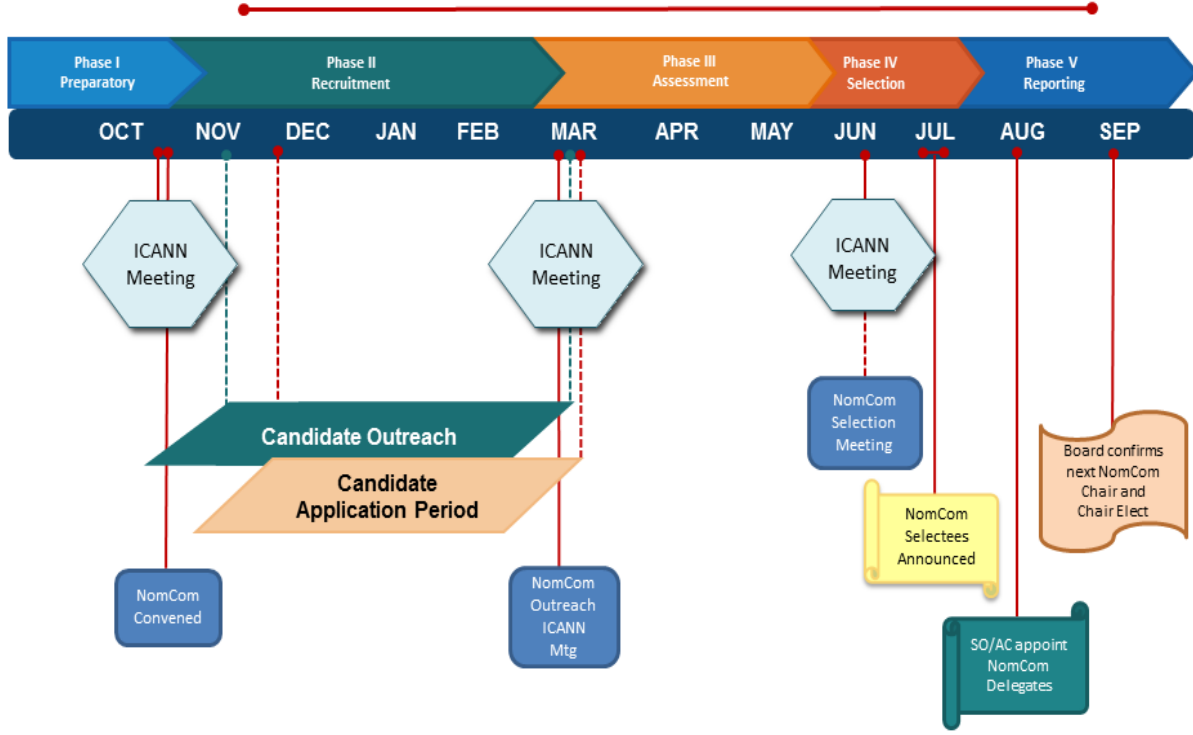 Phase I
Preparatory
Phase II
Recruitment
Phase III
Assessment
Phase IV
Selection
Phase V
Reporting
OCT NOV DEC JAN FEB MAR APR MAY JUN JUL AUG SEP
ICANN
Meeting
ICANN
Meeting
ICANN
Meeting
NomCom
Selection
Meeting
Candidate Outreach
Candidate
Application Period
Board confirms
next NomCom
Chair and
Chair Elect
NomCom
Selectees
Announced
NomCom
Convened
NomCom
Outreach
ICANN
Mtg
SO/AC appoint
NomCom
Delegates